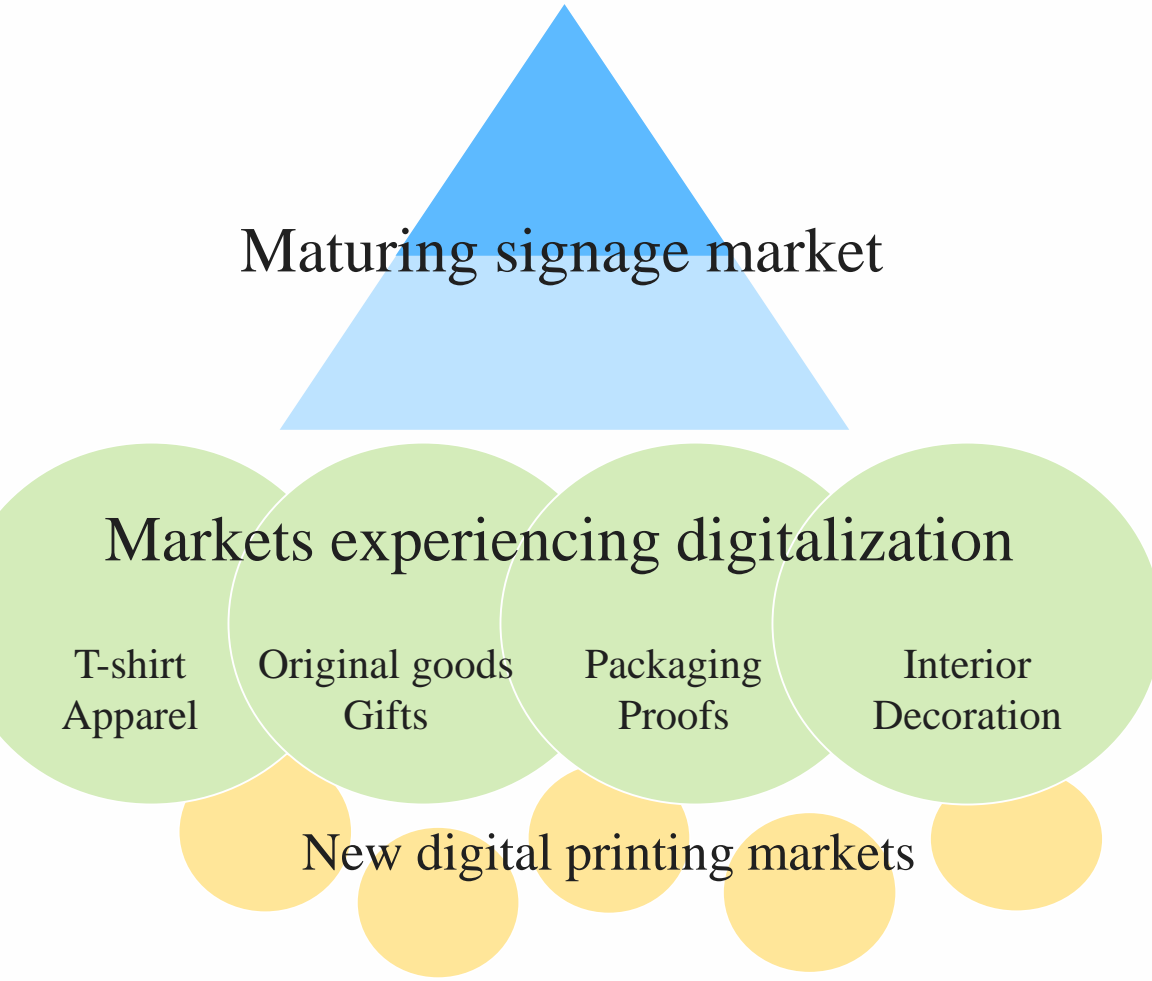 Maturing signage market
Markets experiencing digitalization
T-shirt
Apparel
Original goods
Gifts
Packaging
Proofs
Interior
Decoration
New digital printing markets